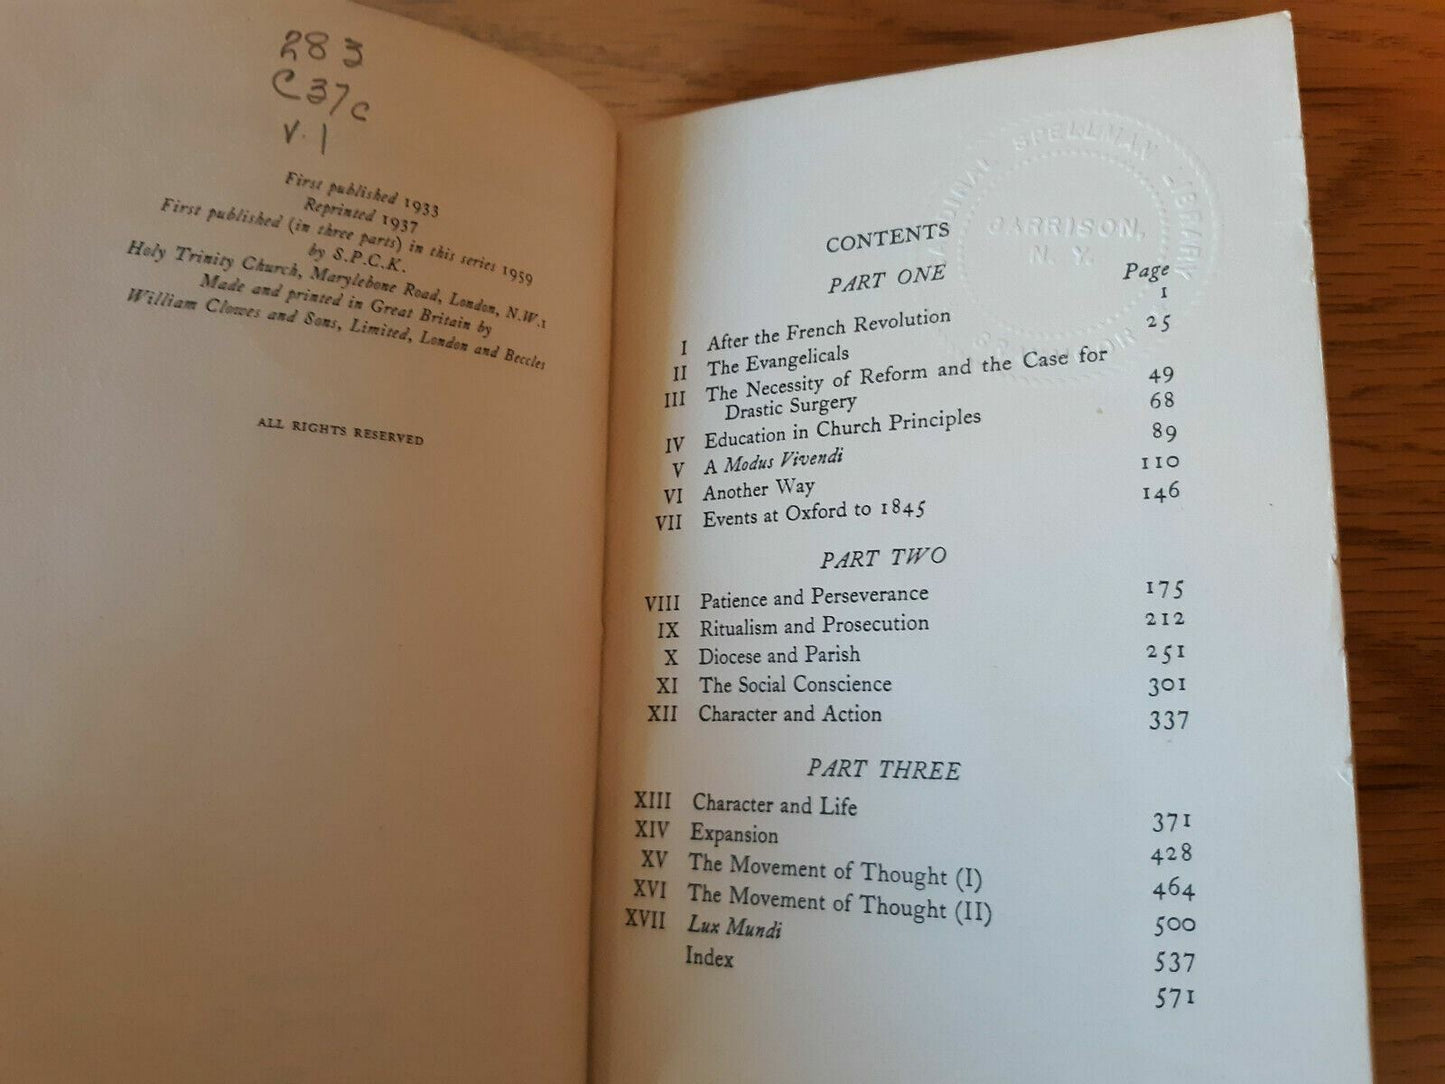 283
C37c
v.1
First published 1933
Reprinted 1937
First published (in three parts) in this series 1959
by S.P.C.K.
Holy Trinity Church, Marylebone Road, London, N.W.1
Made and printed in Great Britain by
William Clowes and Sons, Limited, London and Beccles
ALL RIGHTS RESERVED
SPELLMAN LIBRARY
GARRISON,
N. Y.
CONTENTS
PART ONE
Page
I After the French Revolution 1
II The Evangelicals 25
III The Necessity of Reform and the Case for
Drastic Surgery 49
IV Education in Church Principles 68
V A Modus Vivendi 89
VI Another Way 110
VII Events at Oxford to 1845 146
PART TWO
VIII Patience and Perseverance 175
IX Ritualism and Prosecution 212
X Diocese and Parish 251
XI The Social Conscience 301
XII Character and Action 337
PART THREE
XIII Character and Life 371
XIV Expansion 428
XV The Movement of Thought (I) 464
XVI The Movement of Thought (II) 500
XVII Lux Mundi 537
Index 571